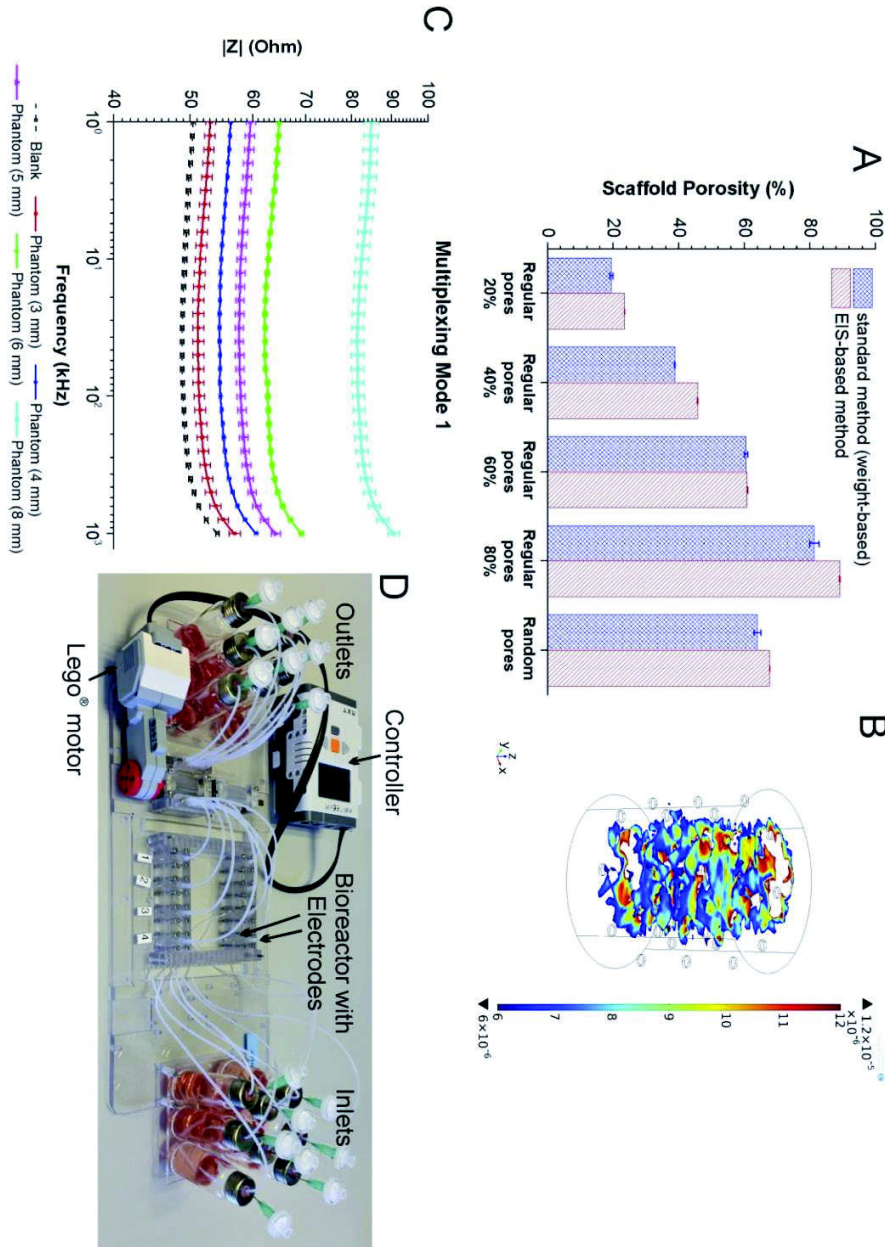 A
Scaffold Porosity (%)
100
80
60
40
20
0
standard method (weight-based)
EIS-based method
Regular pores 20%
Regular pores 40%
Regular pores 60%
Regular pores 80%
Random pores
B
y z x
▲ 1.2×10⁻⁵
×10⁻⁶
12
11
10
9
8
7
6
▼ 6×10⁻⁶
C
Multiplexing Mode 1
|Z| (Ohm)
100
90
80
70
60
50
40
10⁰
10¹
10²
10³
Frequency (kHz)
Blank
Phantom (3 mm)
Phantom (4 mm)
Phantom (5 mm)
Phantom (6 mm)
Phantom (8 mm)
D
Outlets
Controller
Bioreactor with
Electrodes
Inlets
Lego® motor
1
2
3
4